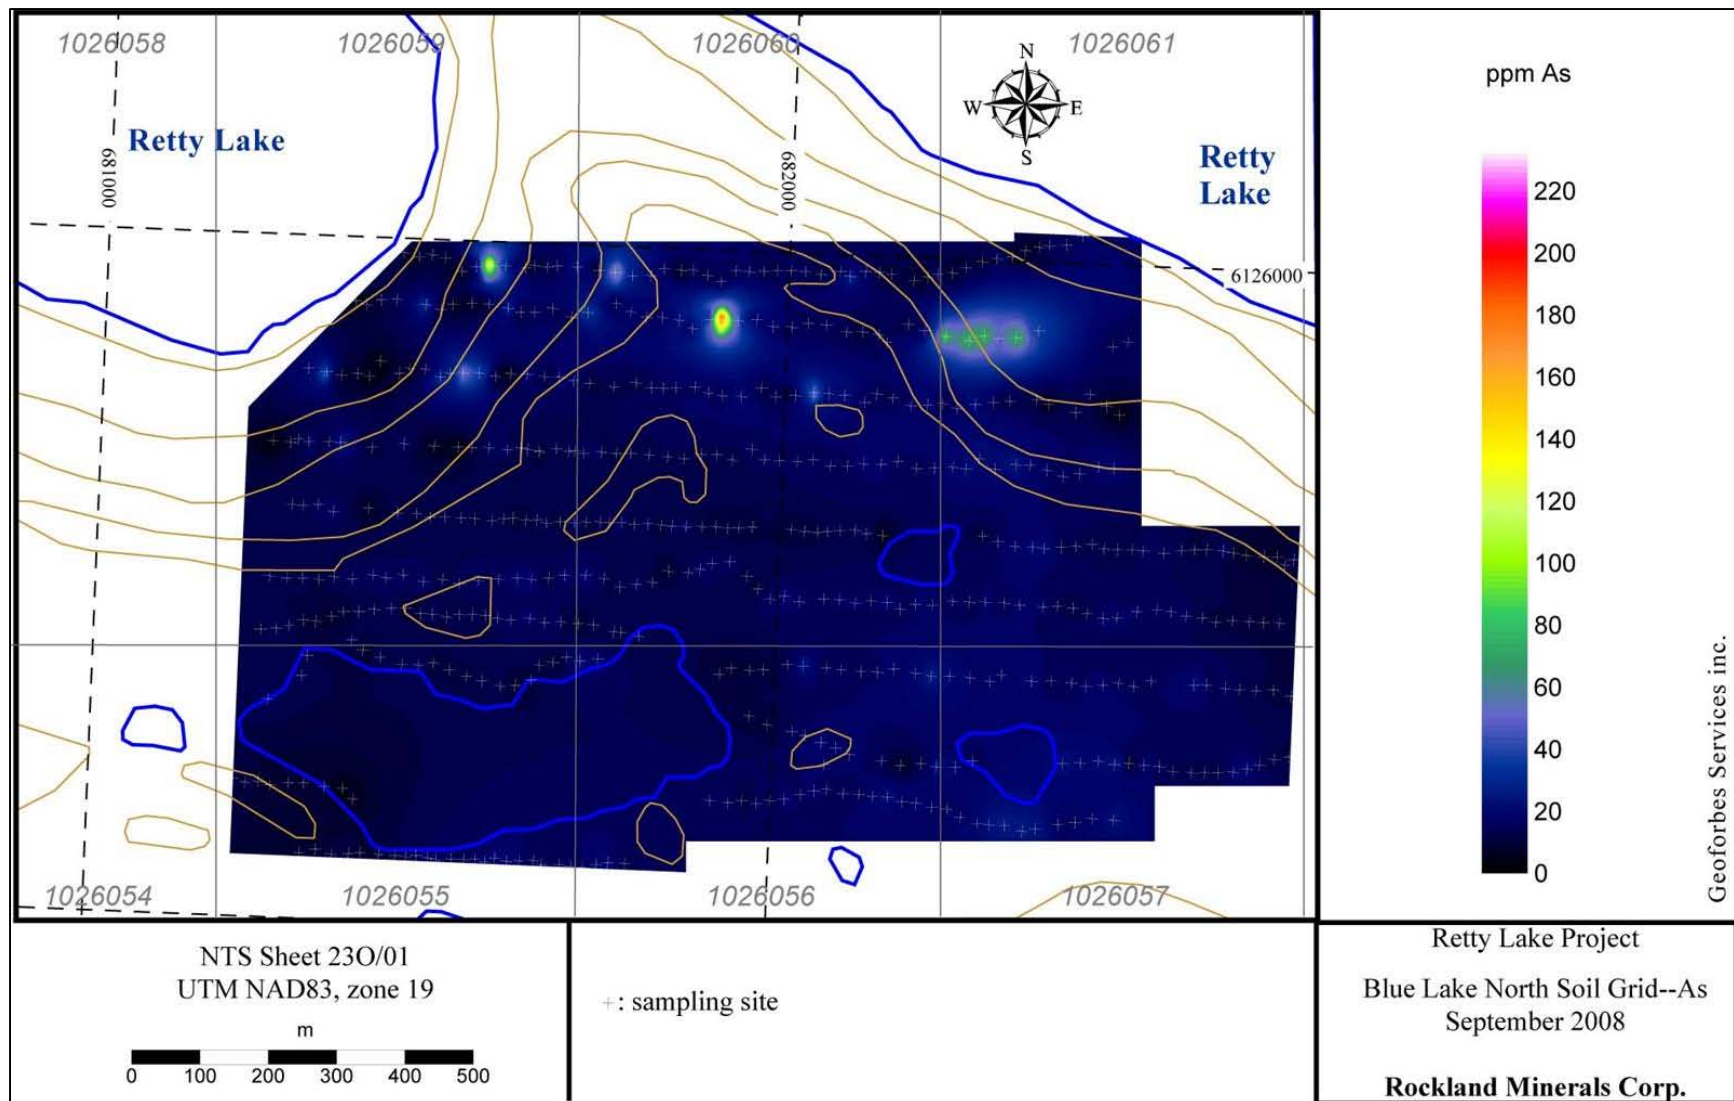 1026058
1026059
1026060
1026061
N
W E
S
Retty Lake
Retty
Lake
681000
682000
6126000
1026054
1026055
1026056
1026057
ppm As
220
200
180
160
140
120
100
80
60
40
20
0
Geoforbes Services inc.
NTS Sheet 23O/01
UTM NAD83, zone 19
m
0 100 200 300 400 500
+: sampling site
Retty Lake Project
Blue Lake North Soil Grid--As
September 2008
Rockland Minerals Corp.